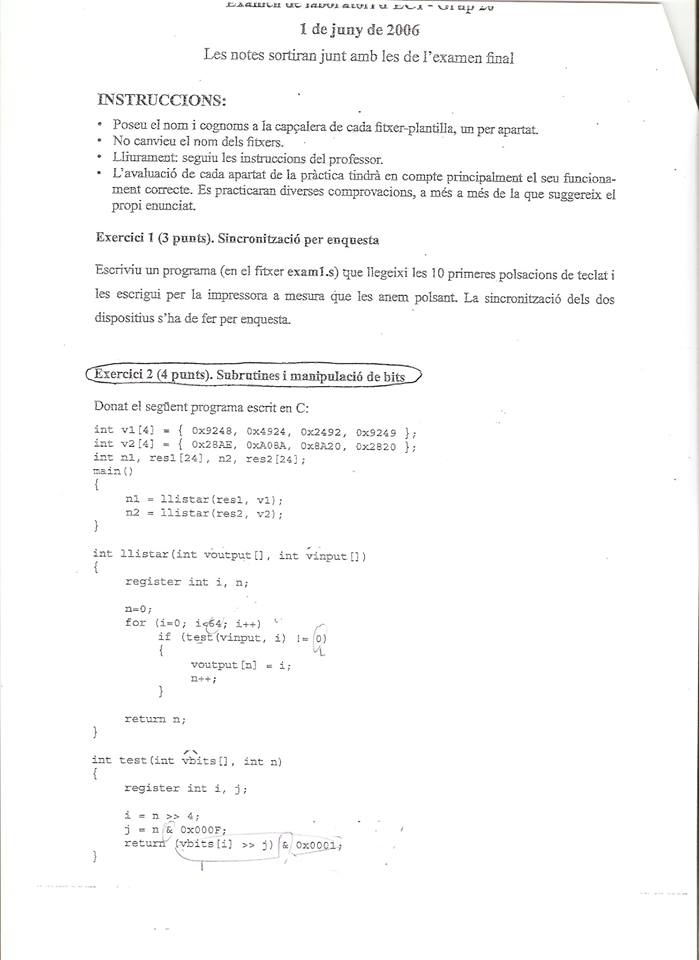 Examen de laboratori d'ECI - Grup 20
1 de juny de 2006
Les notes sortiran junt amb les de l'examen final
INSTRUCCIONS:
• Poseu el nom i cognoms a la capçalera de cada fitxer-plantilla, un per apartat.
• No canvieu el nom dels fitxers.
• Lliurament: seguiu les instruccions del professor.
• L'avaluació de cada apartat de la pràctica tindrà en compte principalment el seu funciona-
ment correcte. Es practicaran diverses comprovacions, a més a més de la que suggereix el
propi enunciat.
Exercici 1 (3 punts). Sincronització per enquesta
Escriviu un programa (en el fitxer exam1.s) que llegeixi les 10 primeres polsacions de teclat i
les escrigui per la impressora a mesura que les anem polsant. La sincronització dels dos
dispositius s'ha de fer per enquesta.
Exercici 2 (4 punts). Subrutines i manipulació de bits
Donat el següent programa escrit en C:
int v1[4] = { 0x9248, 0x4924, 0x2492, 0x9249 };
int v2[4] = { 0x28AE, 0xA08A, 0x8A20, 0x2820 };
int n1, res1[24], n2, res2[24];
main()
{
n1 = llistar(res1, v1);
n2 = llistar(res2, v2);
}
int llistar(int voutput[], int vinput[])
{
register int i, n;
n=0;
for (i=0; i<64; i++)
if (test(vinput, i) != 0)
{
voutput[n] = i;
n++;
}
return n;
}
int test(int vbits[], int n)
{
register int i, j;
i = n >> 4;
j = n & 0x000F;
return (vbits[i] >> j) & 0x0001;
}